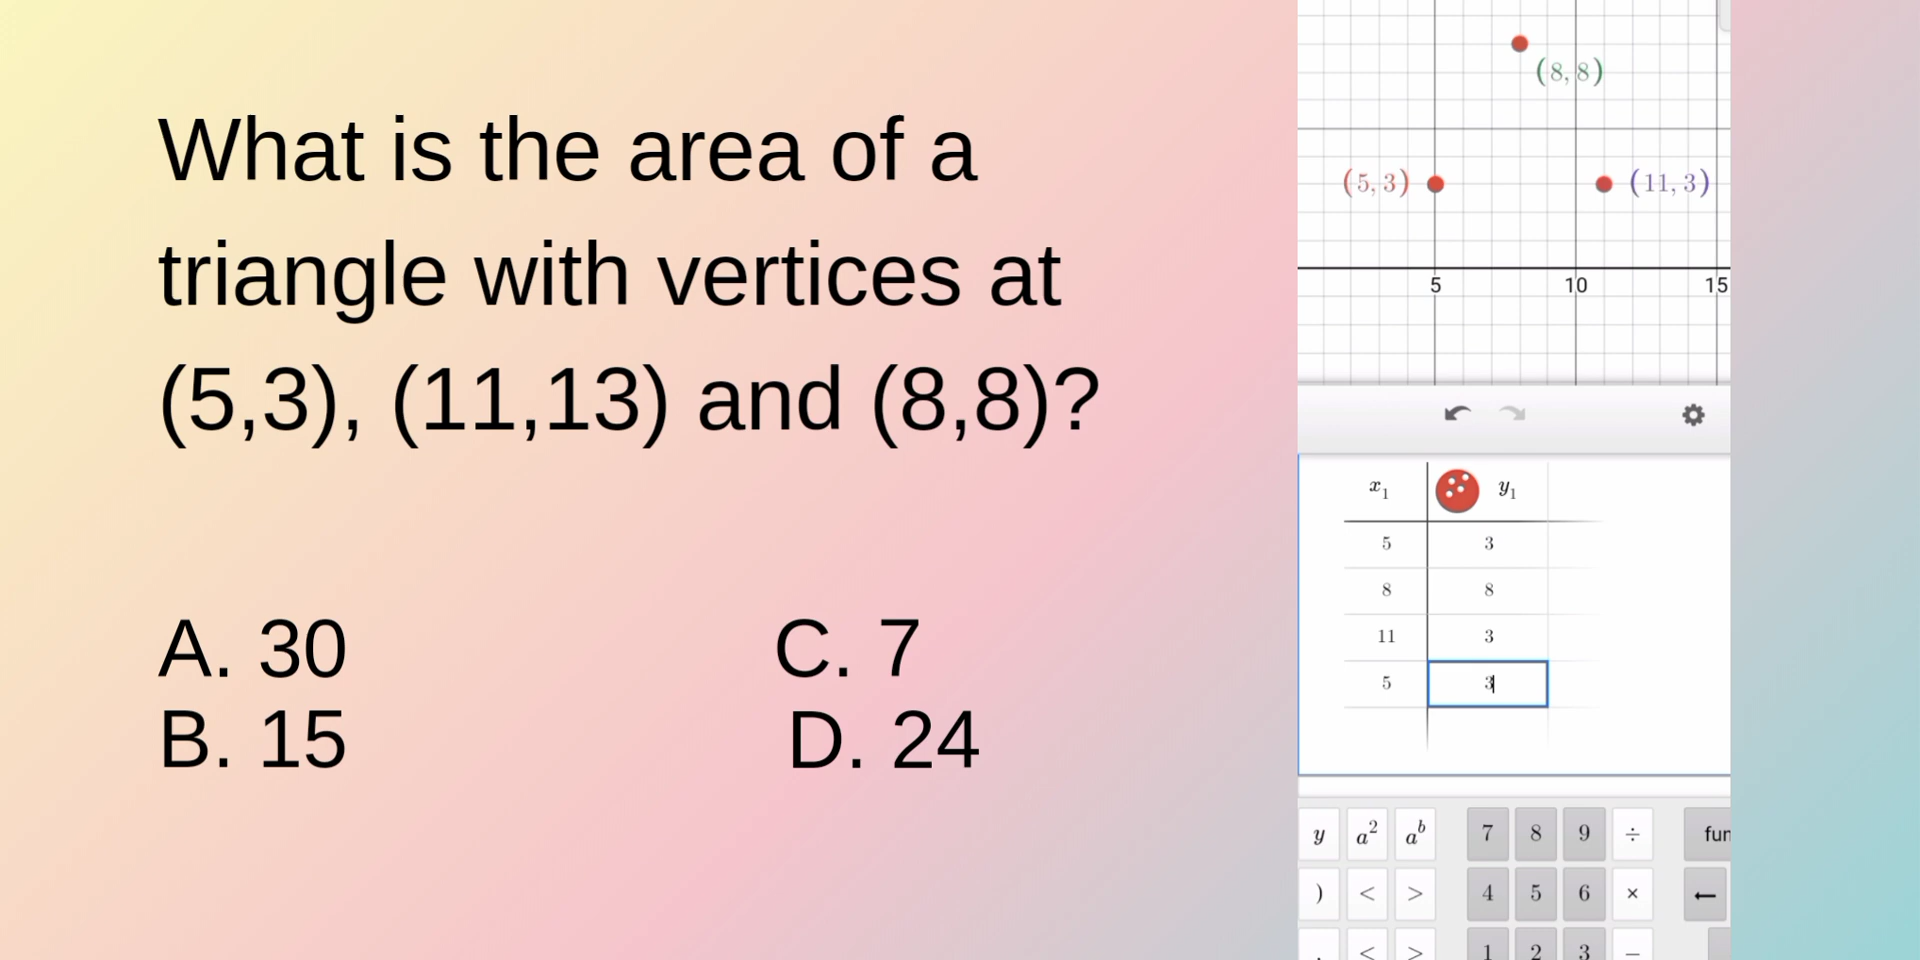 What is the area of a
triangle with vertices at
(5,3), (11,13) and (8,8)?
A. 30
B. 15
C. 7
D. 24
(8, 8)
(5, 3)
(11, 3)
5 10 15
x₁ y₁
5 3
8 8
11 3
5 3
y a² aᵇ 7 8 9 ÷ fun
) < > 4 5 6 × ←
. < > 1 2 3 −